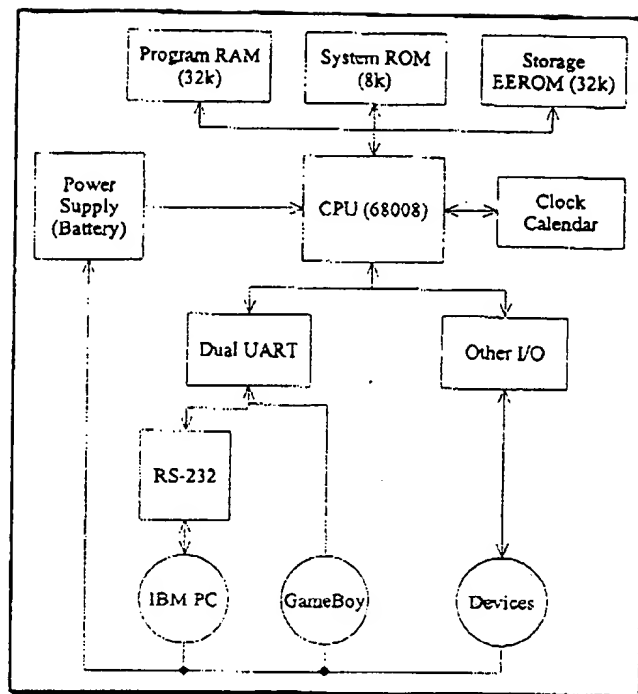 Program RAM
(32k)
System ROM
(8k)
Storage
EEROM (32k)
Power
Supply
(Battery)
CPU (68008)
Clock
Calendar
Dual UART
Other I/O
RS-232
IBM PC
GameBoy
Devices